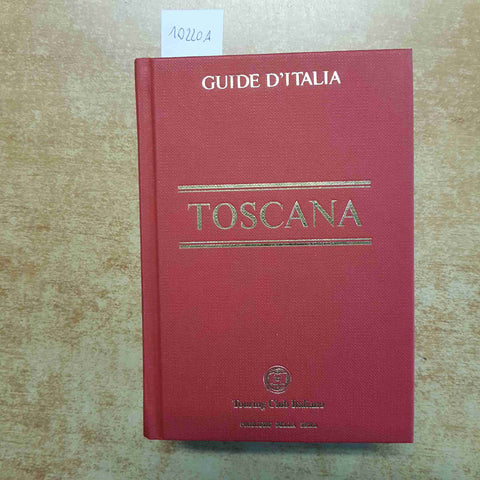 10220A
GUIDE D'ITALIA
TOSCANA
Touring Club Italiano